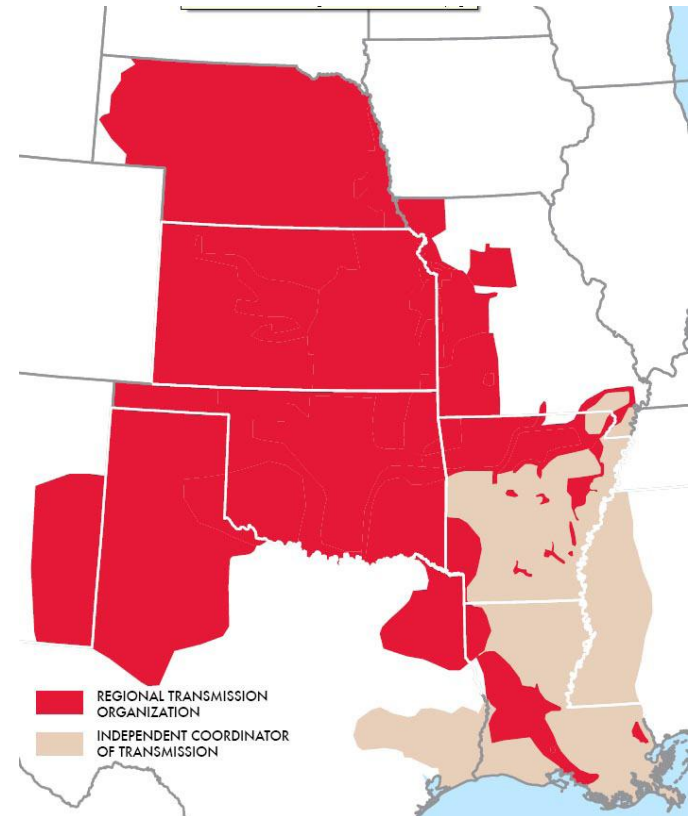 REGIONAL TRANSMISSION
ORGANIZATION
INDEPENDENT COORDINATOR
OF TRANSMISSION